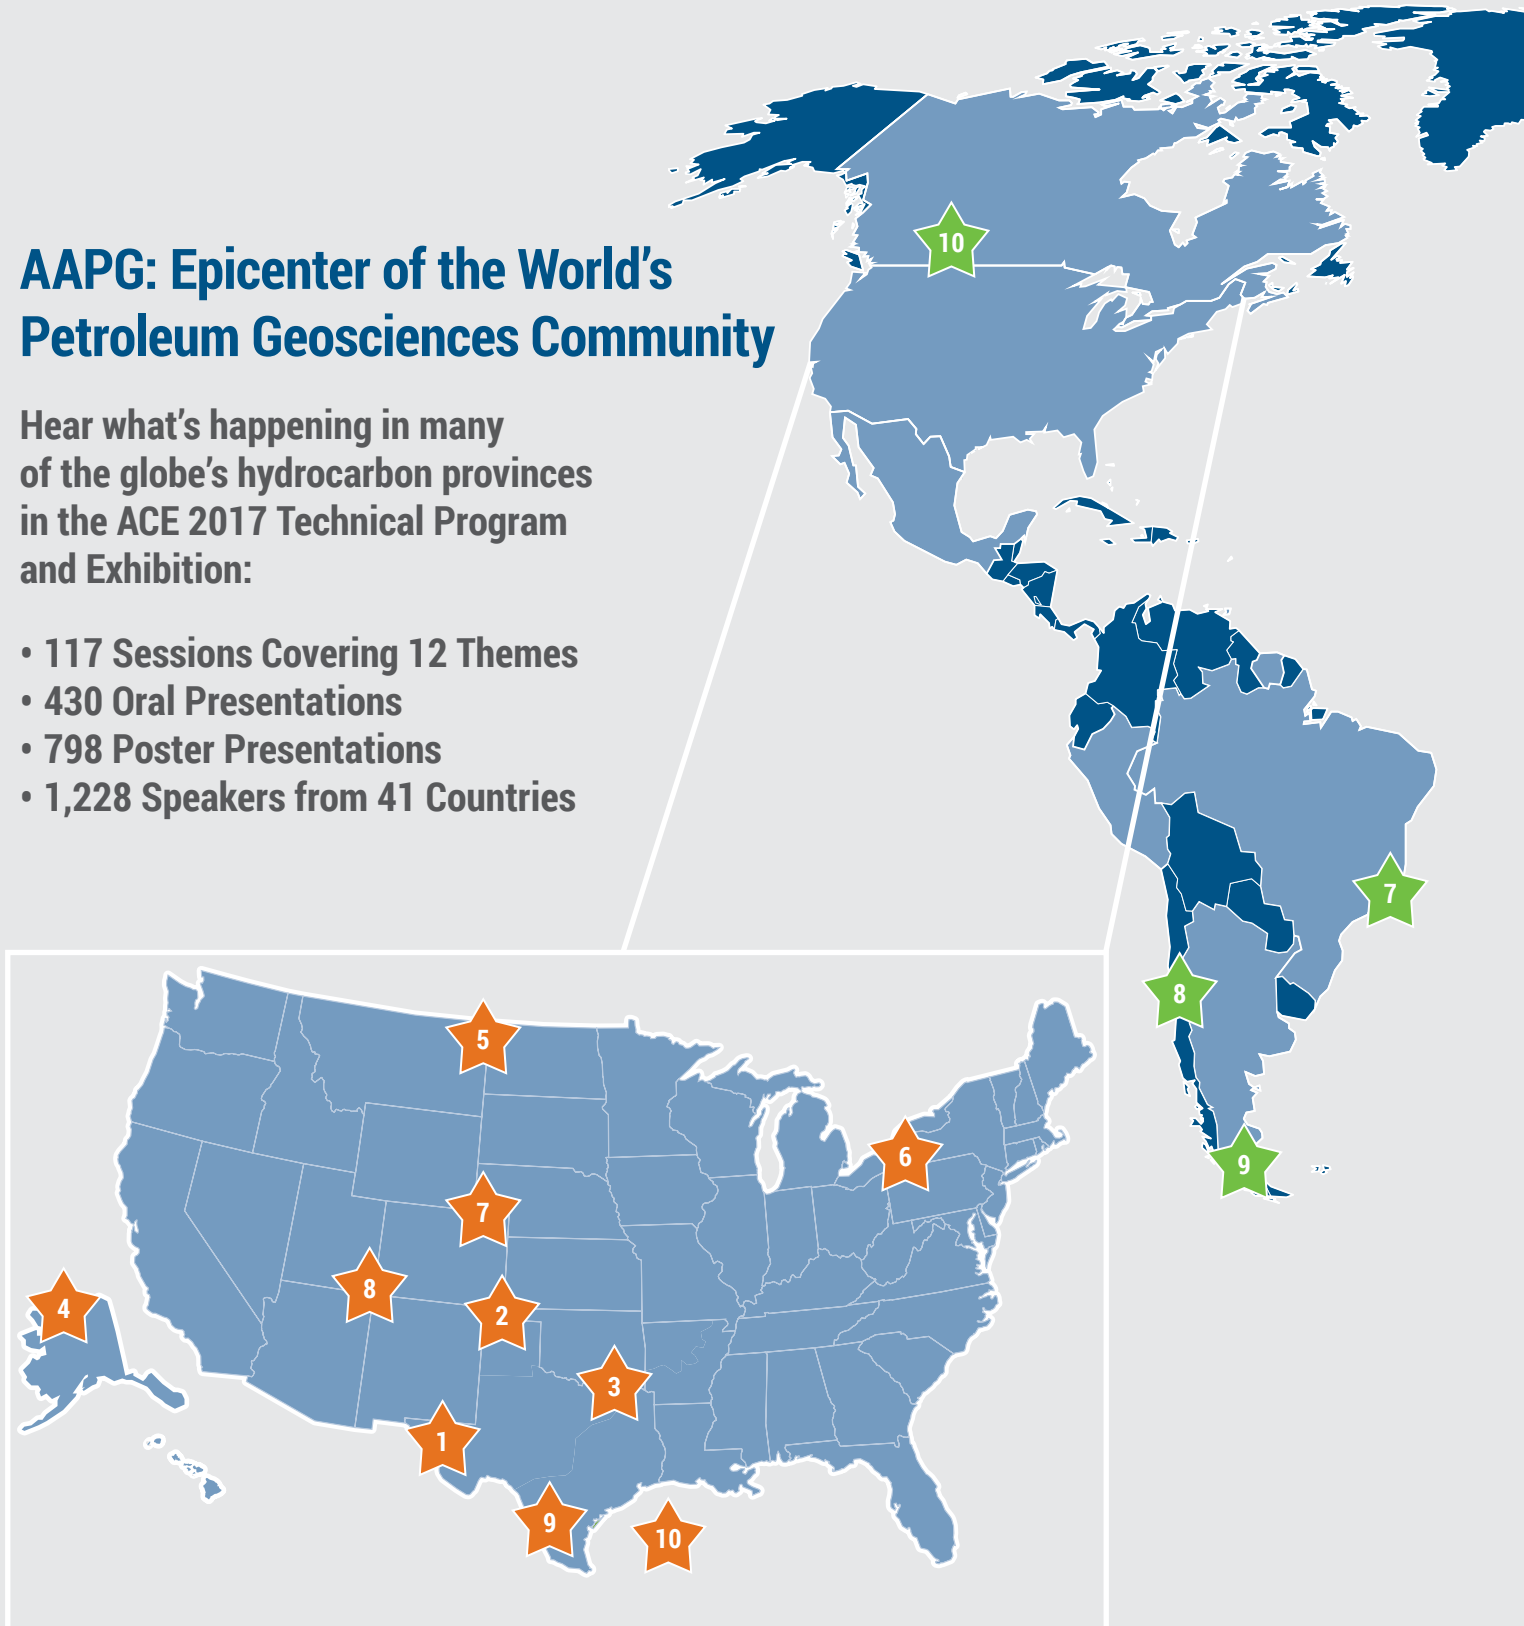 AAPG: Epicenter of the World’s
Petroleum Geosciences Community
Hear what’s happening in many
of the globe’s hydrocarbon provinces
in the ACE 2017 Technical Program
and Exhibition:
• 117 Sessions Covering 12 Themes
• 430 Oral Presentations
• 798 Poster Presentations
• 1,228 Speakers from 41 Countries
10
7
8
9
5
6
7
8
4
2
3
1
9
10